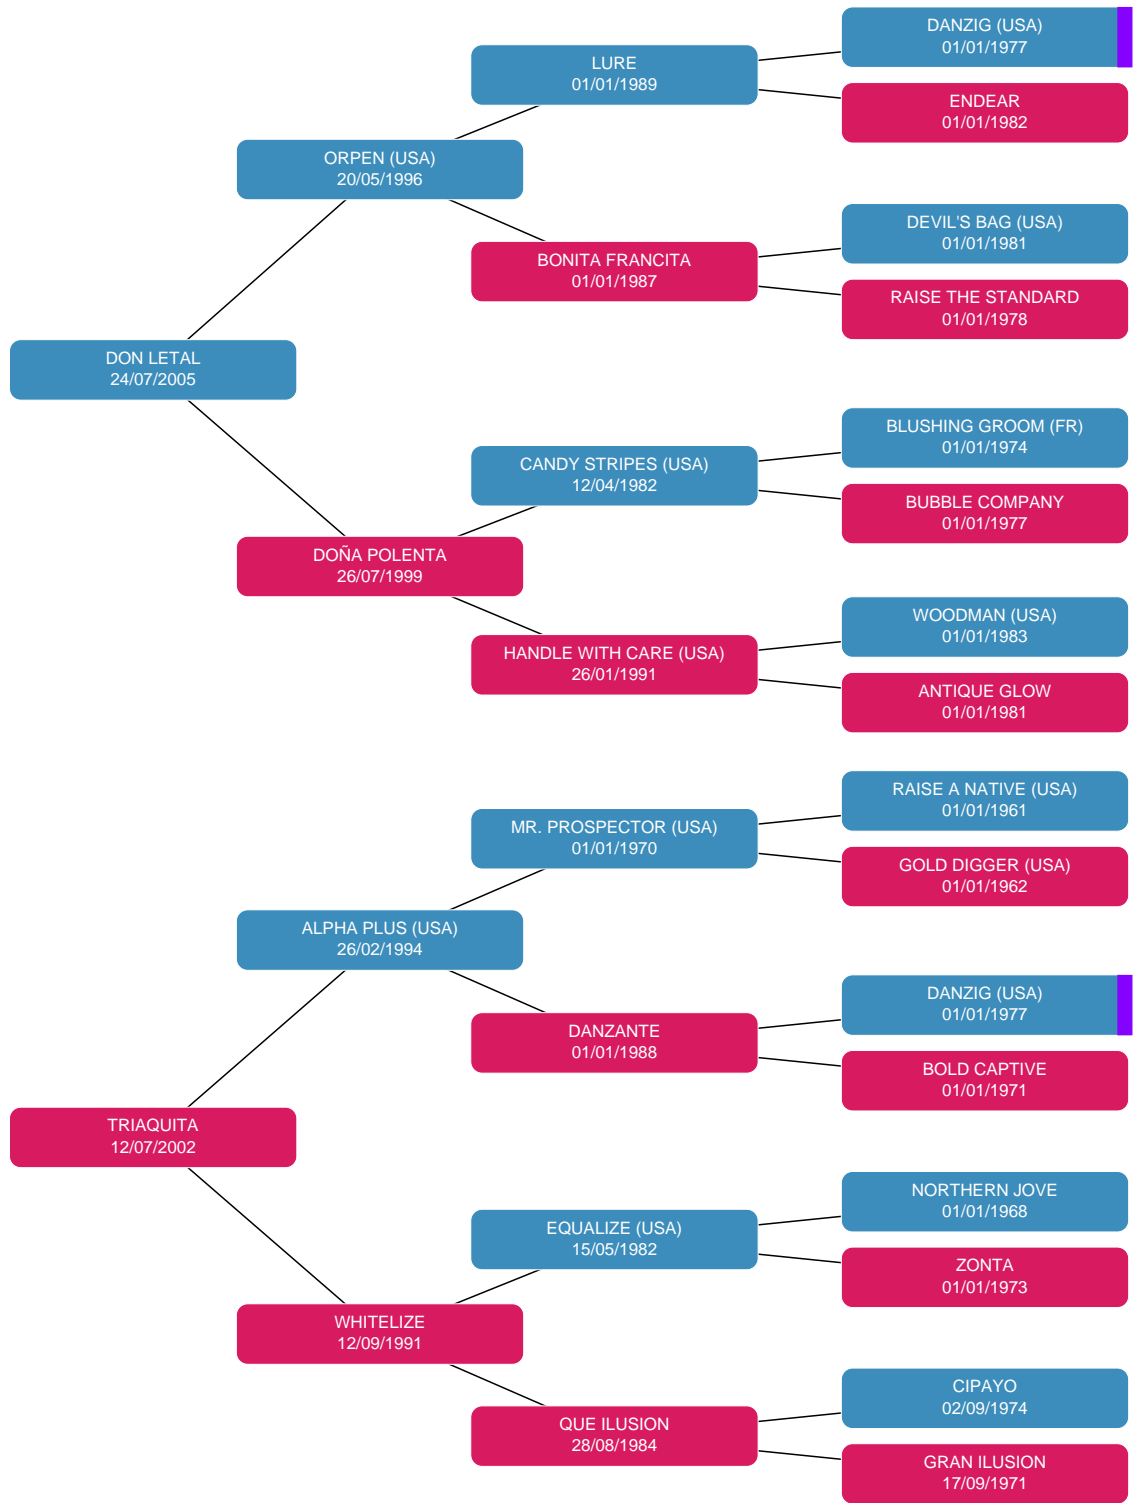 DANZIG (USA)
01/01/1977
LURE
01/01/1989
ENDEAR
01/01/1982
ORPEN (USA)
20/05/1996
DEVIL'S BAG (USA)
01/01/1981
BONITA FRANCITA
01/01/1987
RAISE THE STANDARD
01/01/1978
DON LETAL
24/07/2005
BLUSHING GROOM (FR)
01/01/1974
CANDY STRIPES (USA)
12/04/1982
BUBBLE COMPANY
01/01/1977
DOÑA POLENTA
26/07/1999
WOODMAN (USA)
01/01/1983
HANDLE WITH CARE (USA)
26/01/1991
ANTIQUE GLOW
01/01/1981
RAISE A NATIVE (USA)
01/01/1961
MR. PROSPECTOR (USA)
01/01/1970
GOLD DIGGER (USA)
01/01/1962
ALPHA PLUS (USA)
26/02/1994
DANZIG (USA)
01/01/1977
DANZANTE
01/01/1988
BOLD CAPTIVE
01/01/1971
TRIAQUITA
12/07/2002
NORTHERN JOVE
01/01/1968
EQUALIZE (USA)
15/05/1982
ZONTA
01/01/1973
WHITELIZE
12/09/1991
CIPAYO
02/09/1974
QUE ILUSION
28/08/1984
GRAN ILUSION
17/09/1971